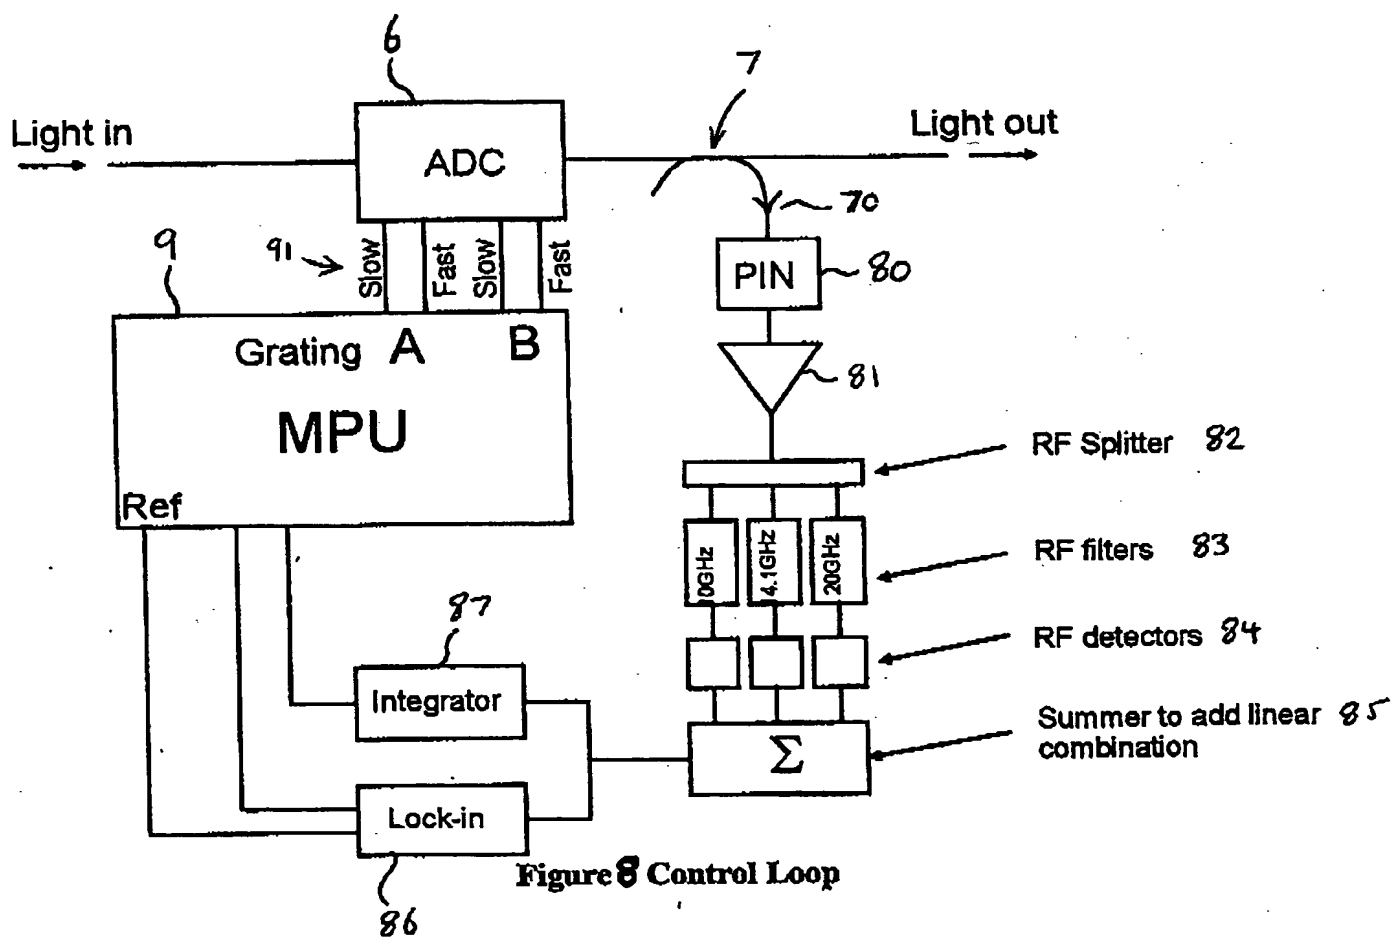 6
7
Light in
ADC
Light out
70
9
91
Slow
Fast
Slow
Fast
PIN
80
Grating A B
81
MPU
RF Splitter 82
Ref
0GHz
4.1GHz
20GHz
RF filters 83
87
RF detectors 84
Integrator
Summer to add linear 85
combination
Σ
Lock-in
Figure 8 Control Loop
86